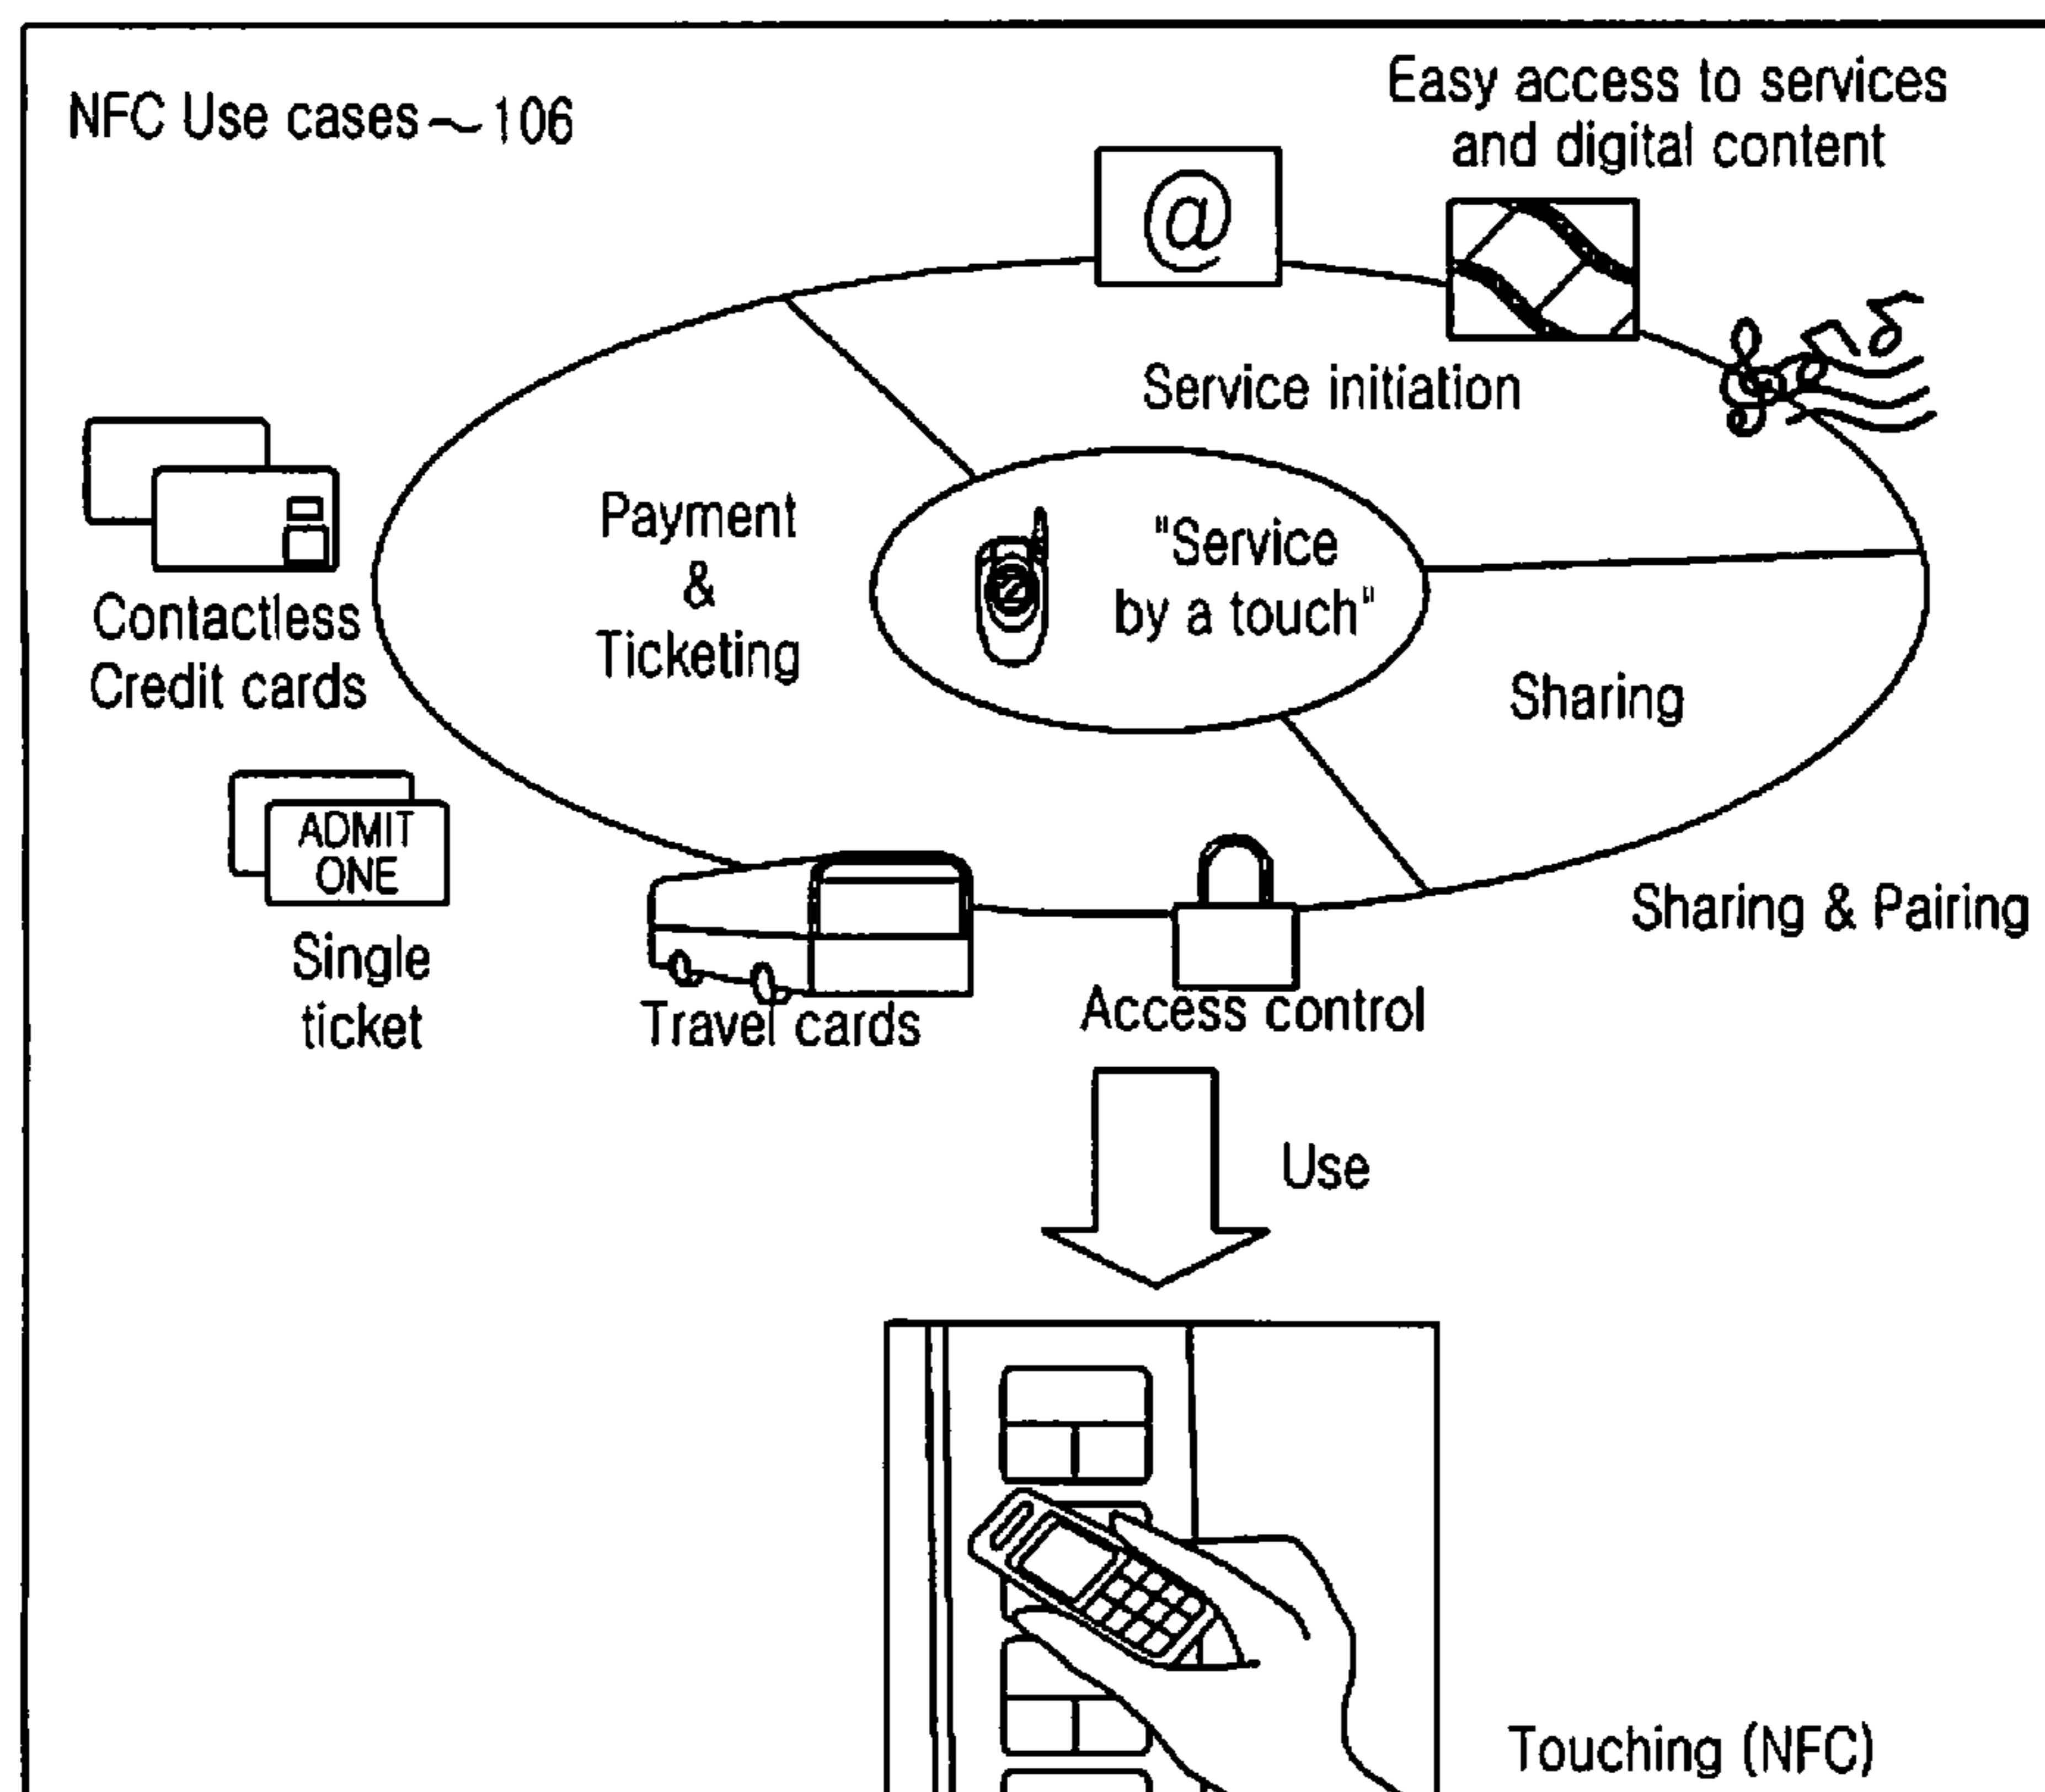 NFC Use cases~106
Easy access to services
and digital content
@
Service initiation
Payment
&
Ticketing
"Service
by a touch"
Contactless
Credit cards
Sharing
ADMIT
ONE
Single
ticket
Travel cards
Access control
Sharing & Pairing
Use
Touching (NFC)